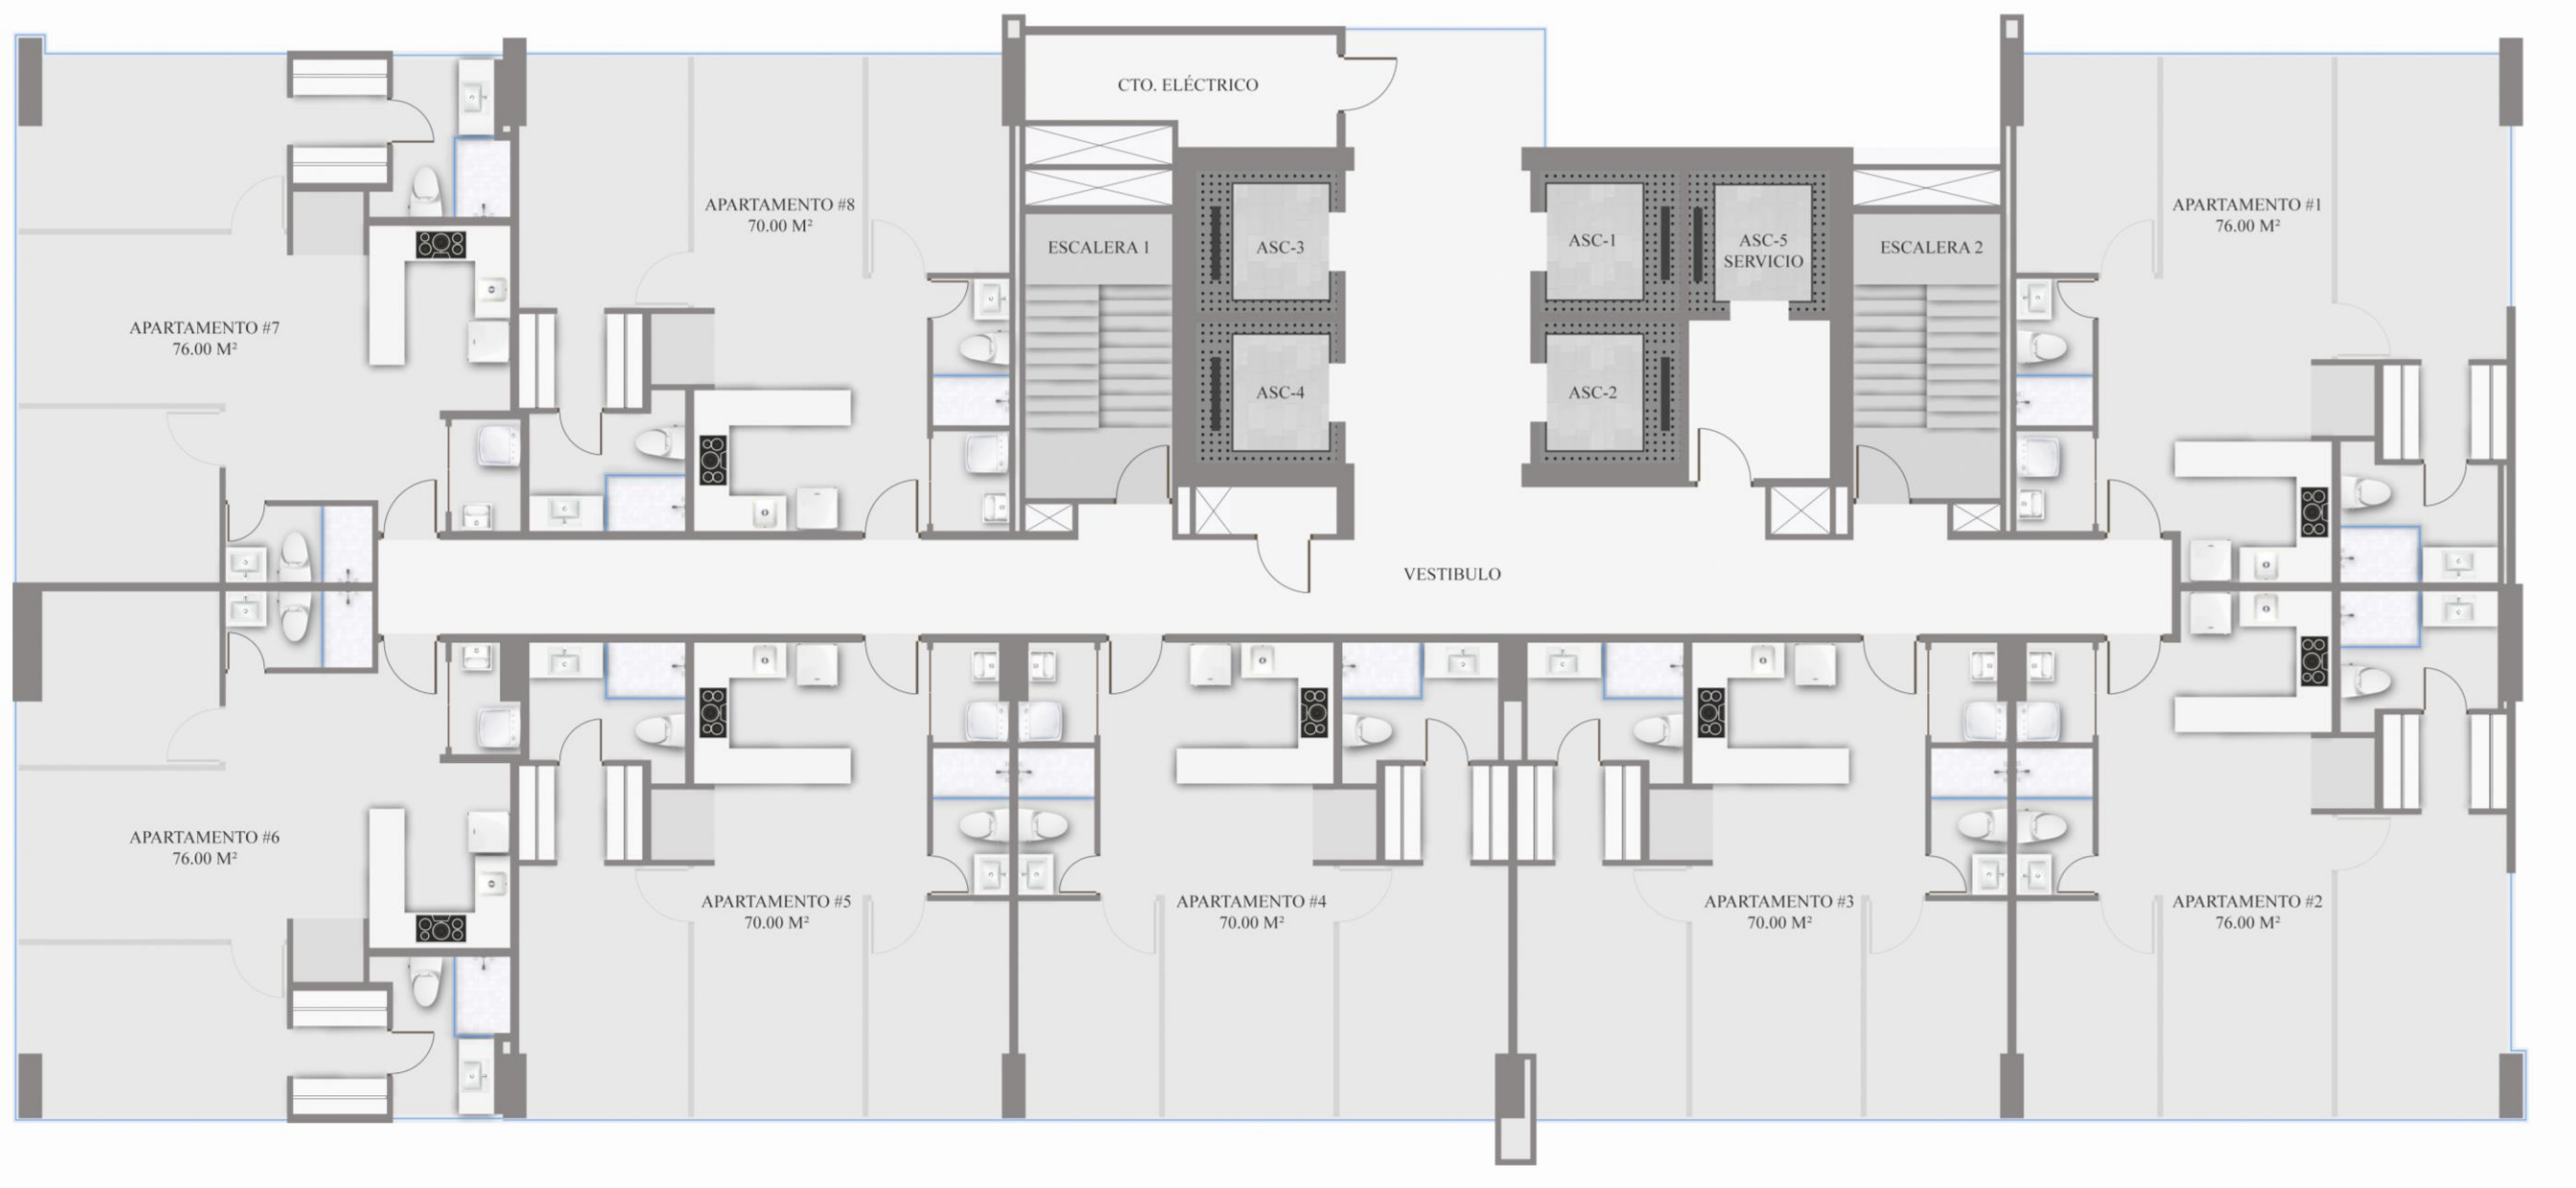 CTO. ELÉCTRICO
APARTAMENTO #8
70.00 M²
APARTAMENTO #1
76.00 M²
ESCALERA 1
ASC-3
ASC-1
ASC-5
SERVICIO
ESCALERA 2
APARTAMENTO #7
76.00 M²
ASC-4
ASC-2
VESTIBULO
APARTAMENTO #6
76.00 M²
APARTAMENTO #5
70.00 M²
APARTAMENTO #4
70.00 M²
APARTAMENTO #3
70.00 M²
APARTAMENTO #2
76.00 M²